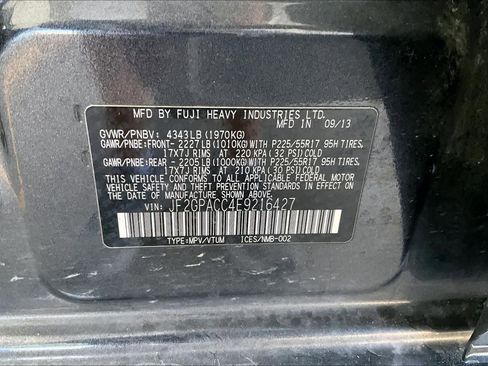 MFD BY FUJI HEAVY INDUSTRIES LTD.
MADE IN 09/13
GVWR/PNBV: 4343LB(1970KG)
GAWR/PNBE:FRONT- 2227LB(1010KG)WITH P225/55R17 95H TIRES,
17X7J RIMS AT 220 KPA(32 PSI)COLD
GAWR/PNBE:REAR - 2205LB(1000KG)WITH P225/55R17 95H TIRES,
17X7J RIMS AT 210 KPA(30 PSI)COLD
THIS VEHICLE CONFORMS TO ALL APPLICABLE
FEDERAL MOTOR VEHICLE SAFETY STANDARDS IN
EFFECT ON THE DATE OF MANUFACTURE SHOWN ABOVE.
VIN: JF2GPACC4E9216427
TYPE:MPV/VTUM ICES/NMB-002